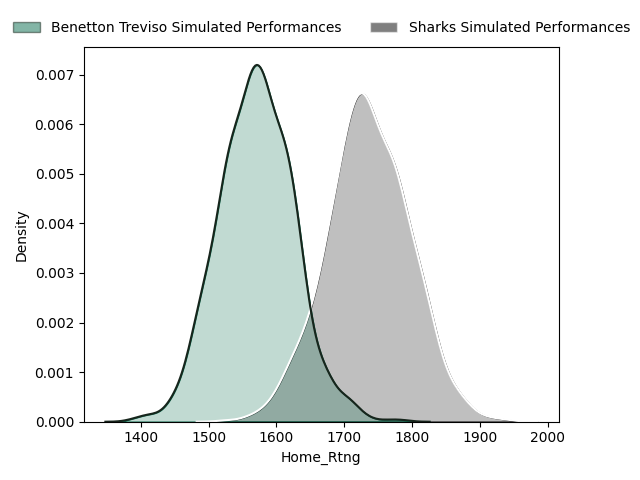 Benetton Treviso Simulated Performances Sharks Simulated Performances
0.007
0.006
0.005
0.004
0.003
0.002
0.001
0.000
Density
1400 1500 1600 1700 1800 1900 2000
Home_Rtng